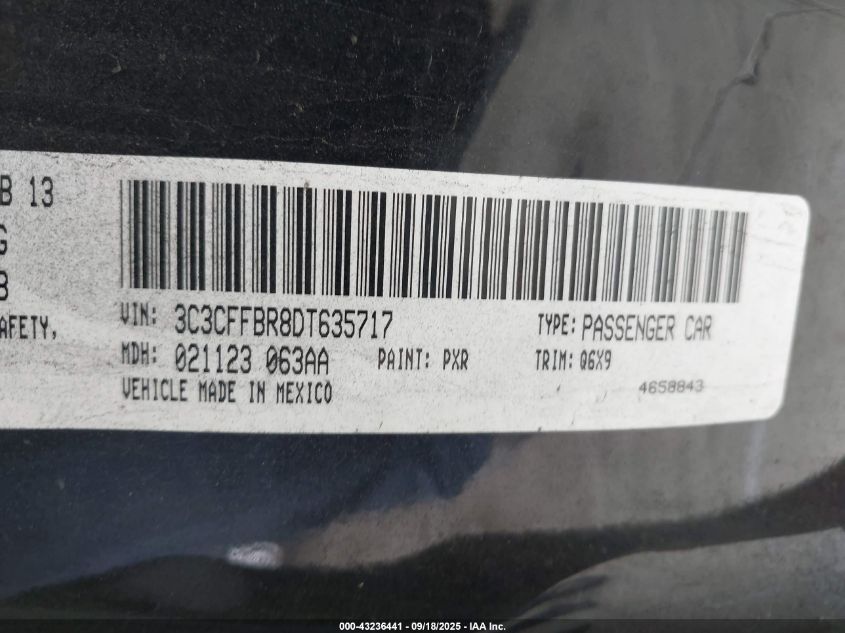 B 13
G
B
AFETY,
VIN: 3C3CFFBR8DT635717 TYPE: PASSENGER CAR
MDH: 021123 063AA PAINT: PXR TRIM: Q6X9
VEHICLE MADE IN MEXICO 4658843
000-43236441 - 09/18/2025 - IAA Inc.